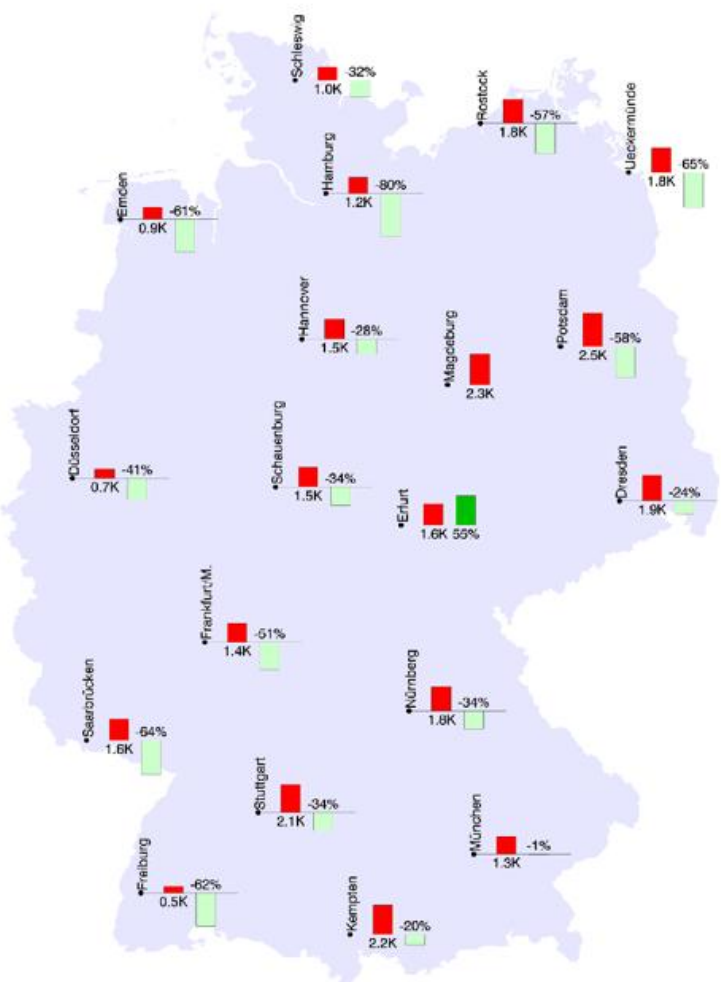 Schleswig
-32%
1.0K
Rostock
-57%
1.8K
Ueckermünde
-65%
1.8K
Hamburg
-80%
1.2K
Emden
-61%
0.9K
Hannover
-28%
1.5K
Magdeburg
2.3K
Potsdam
-58%
2.5K
Düsseldorf
-41%
0.7K
Schauenburg
-34%
1.5K
Erfurt
1.6K 55%
Dresden
-24%
1.9K
Frankfurt/M.
-51%
1.4K
Nürnberg
-34%
1.8K
Saarbrücken
-64%
1.6K
Stuttgart
-34%
2.1K
München
-1%
1.3K
Freiburg
-62%
0.5K
Kempten
-20%
2.2K